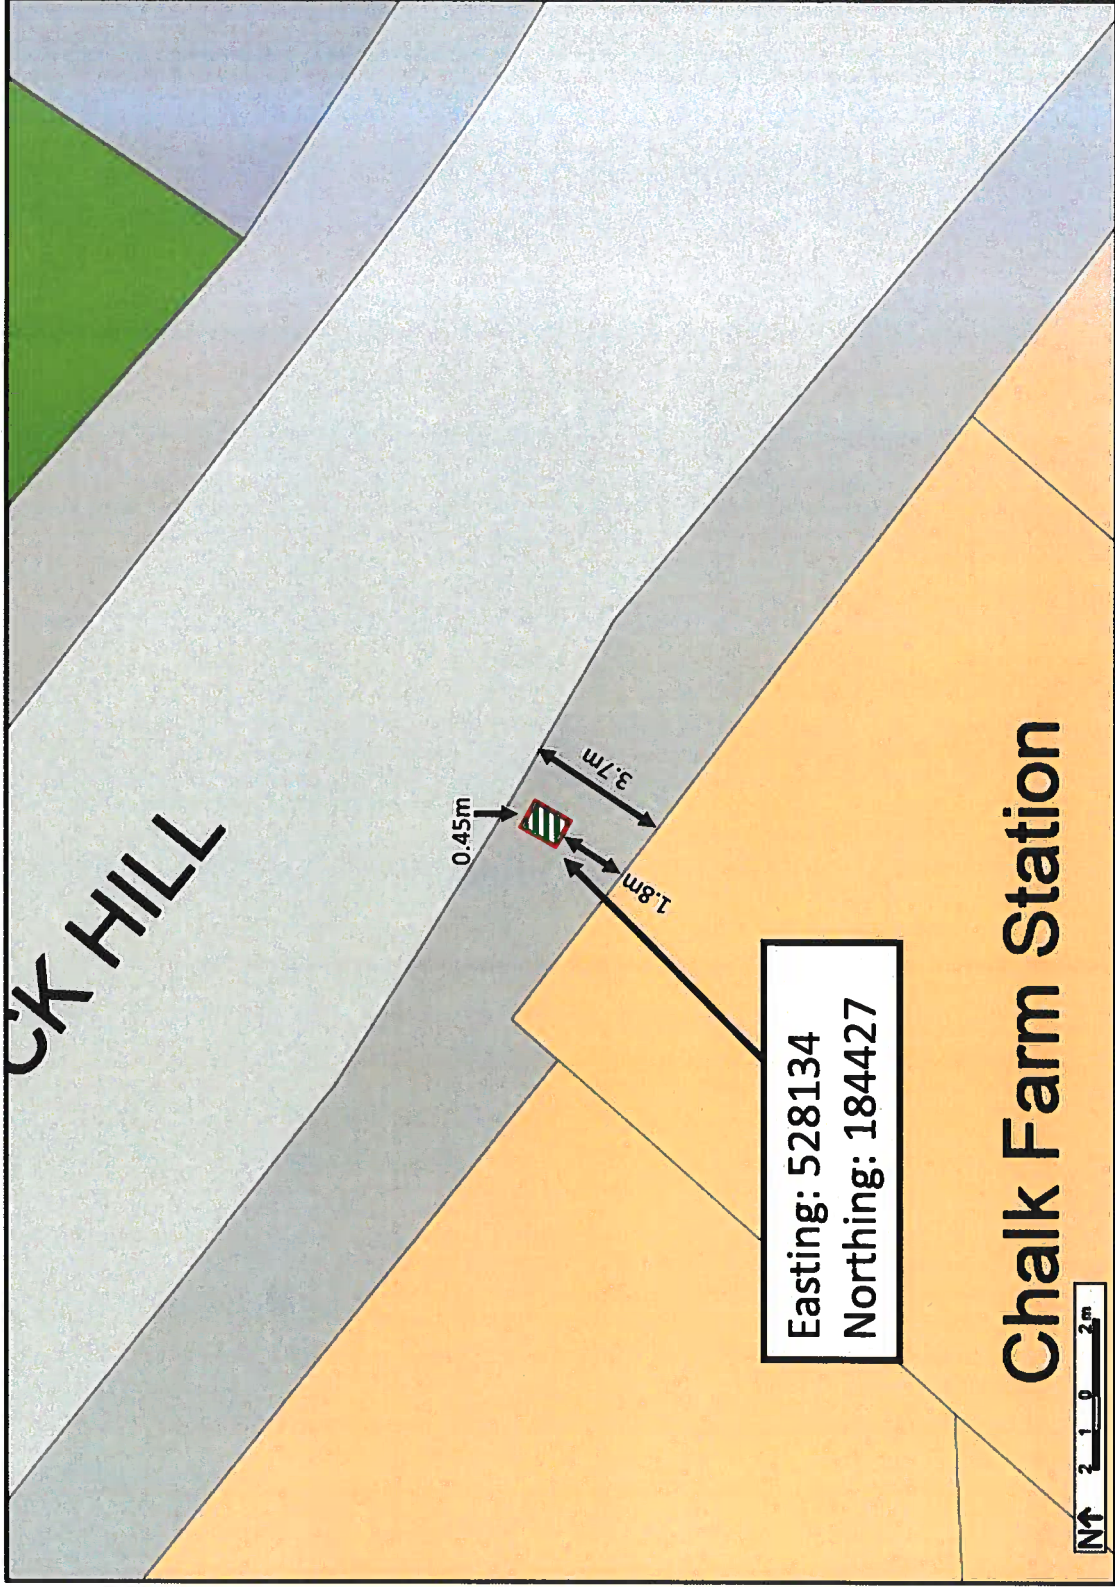 CK HILL
0.45m
3.7m
1.8m
Easting: 528134
Northing: 184427
Chalk Farm Station
N
2 1 0 2m